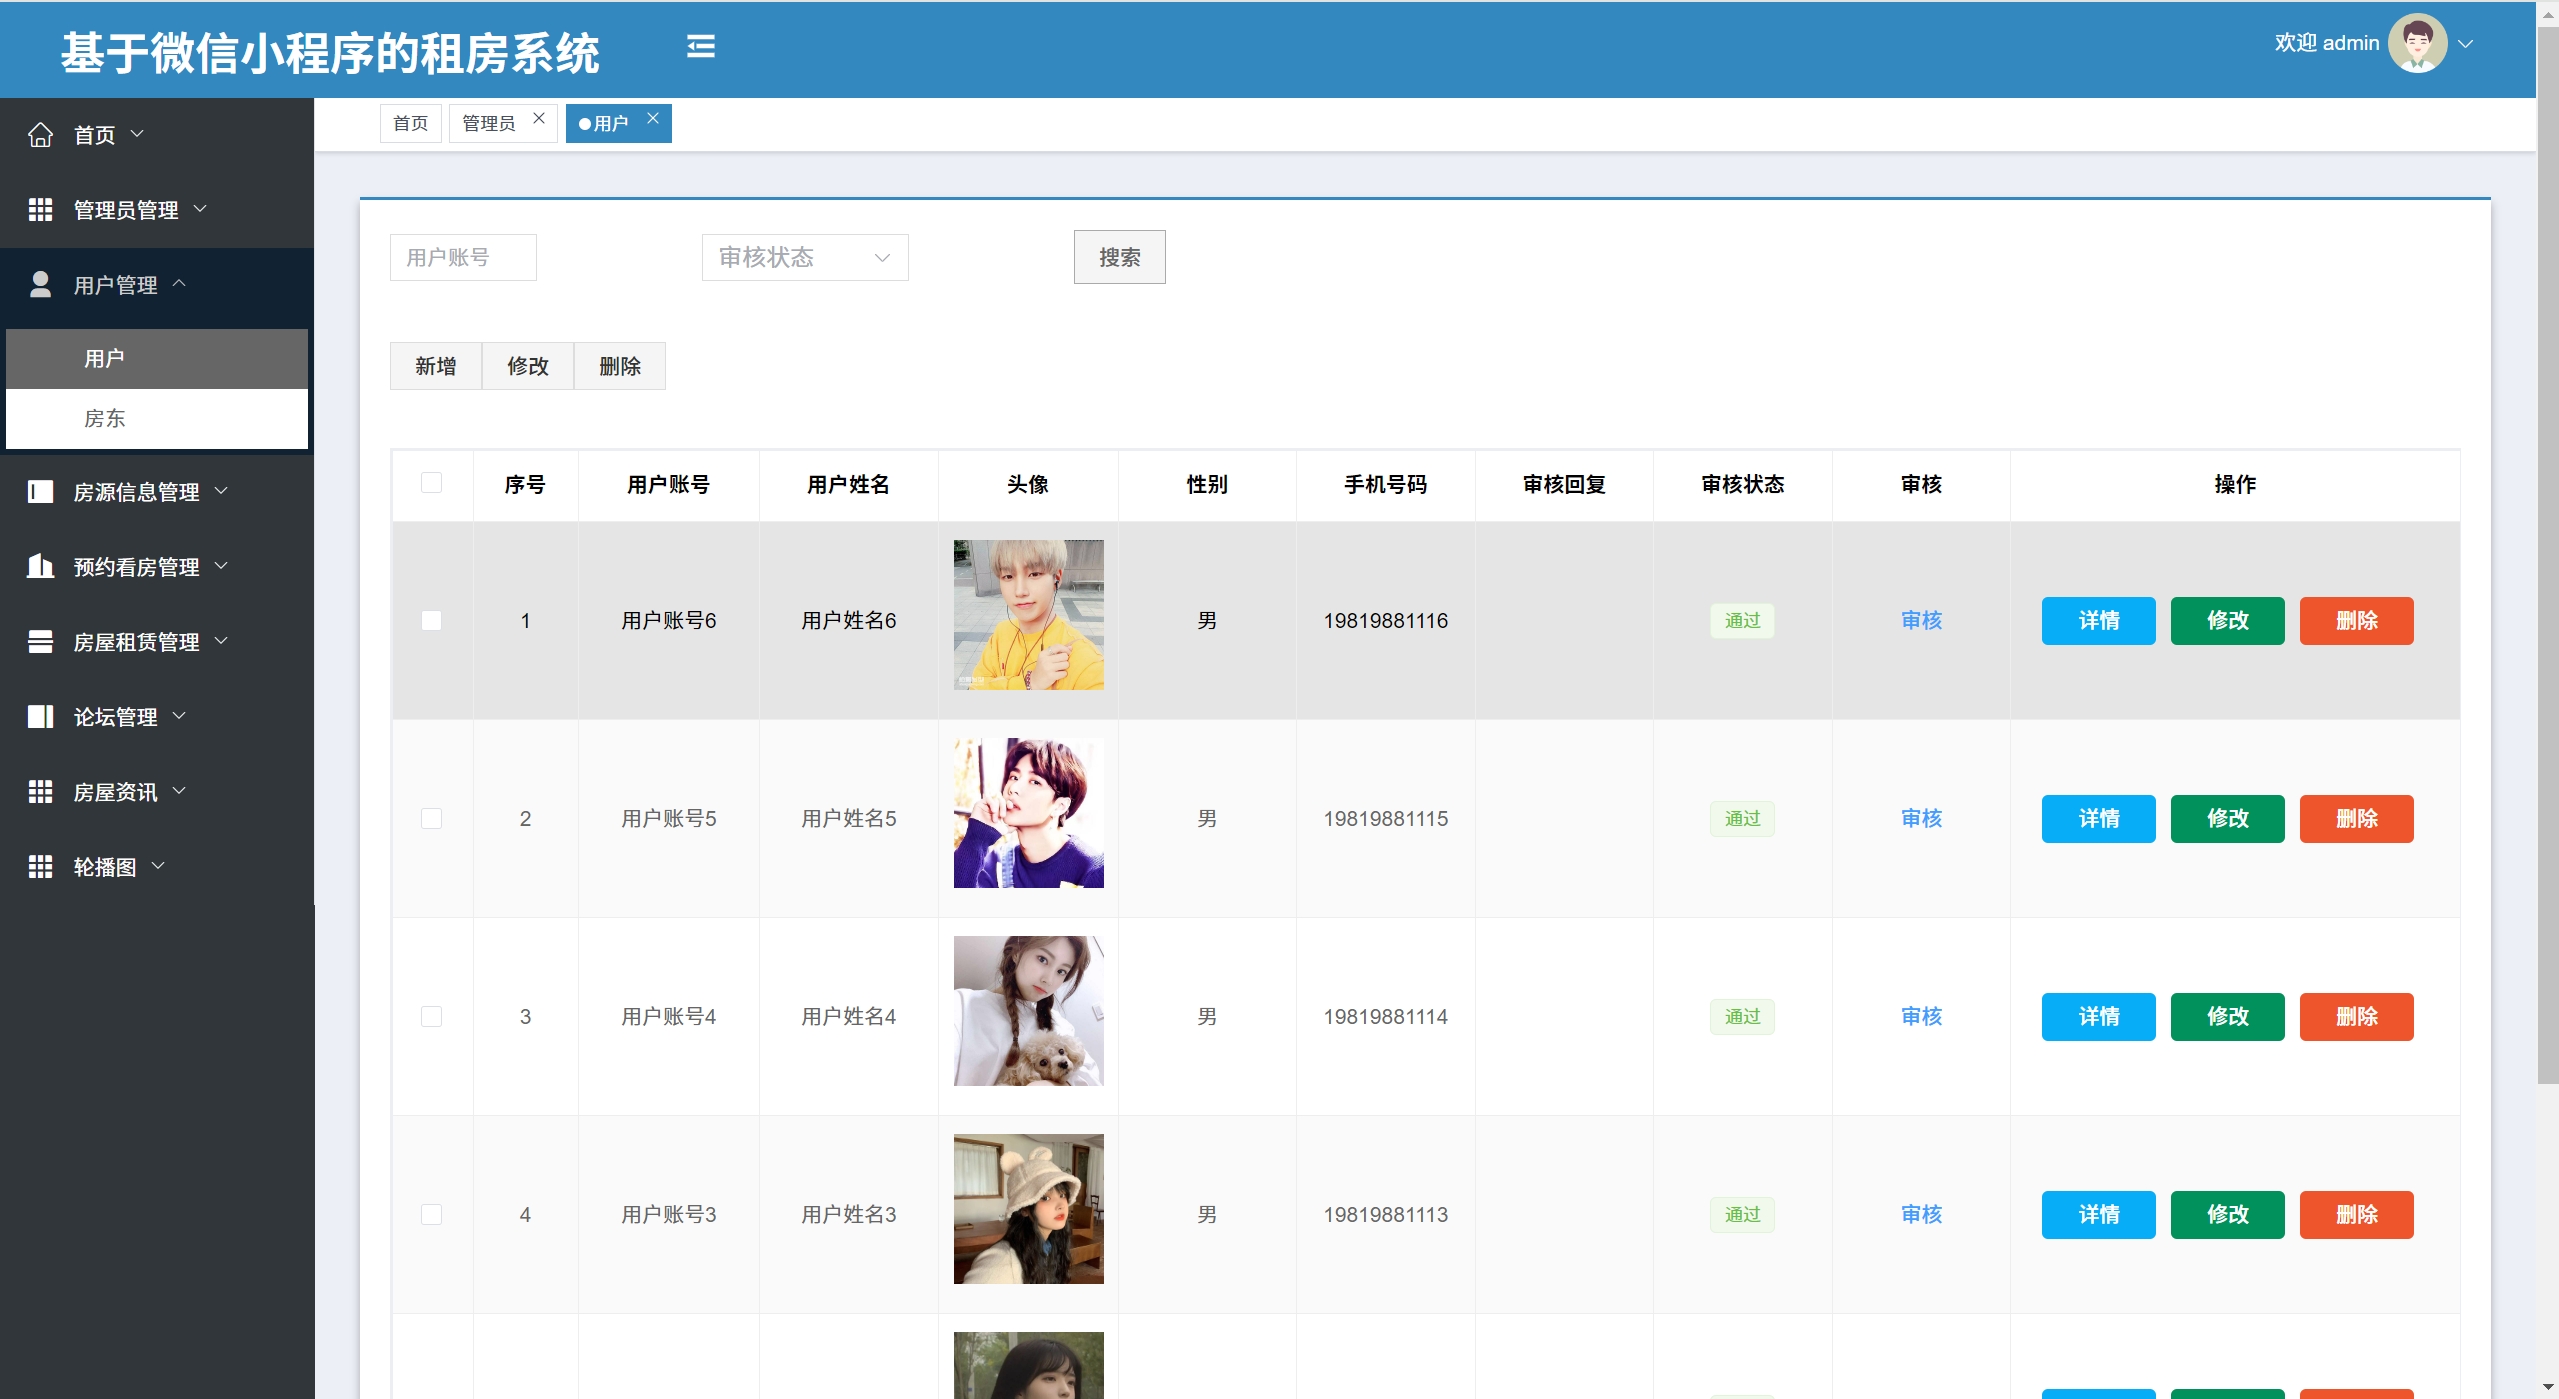 基于微信小程序的租房系统
欢迎 admin
首页 管理员 用户
首页
管理员管理
用户管理
用户
房东
房源信息管理
预约看房管理
房屋租赁管理
论坛管理
房屋资讯
轮播图
用户账号 审核状态 搜索
新增 修改 删除
序号 用户账号 用户姓名 头像 性别 手机号码 审核回复 审核状态 审核 操作
1 用户账号6 用户姓名6 男 19819881116 通过 审核 详情 修改 删除
2 用户账号5 用户姓名5 男 19819881115 通过 审核 详情 修改 删除
3 用户账号4 用户姓名4 男 19819881114 通过 审核 详情 修改 删除
4 用户账号3 用户姓名3 男 19819881113 通过 审核 详情 修改 删除